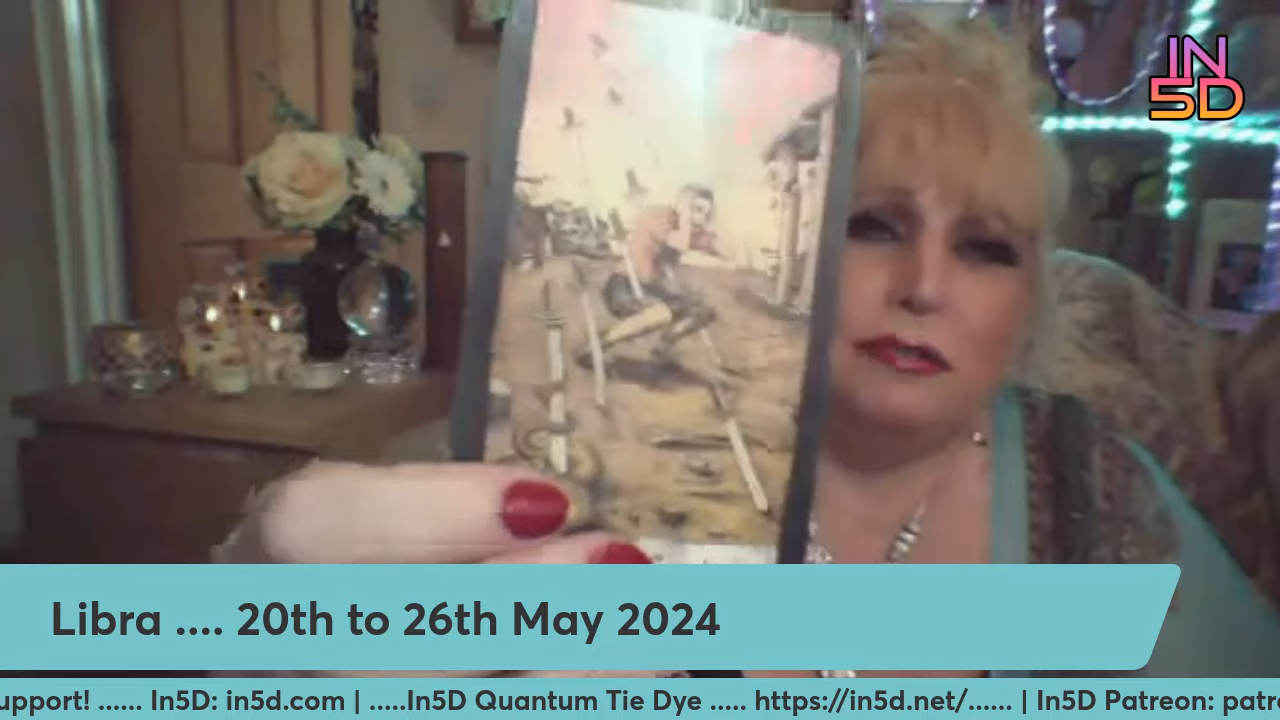 IN
5D
Libra .... 20th to 26th May 2024
upport! ...... In5D: in5d.com | .....In5D Quantum Tie Dye ..... https://in5d.net/...... | In5D Patreon: patre